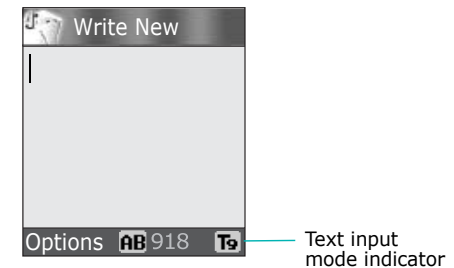 Write New
Options AB 918 T9
Text input
mode indicator